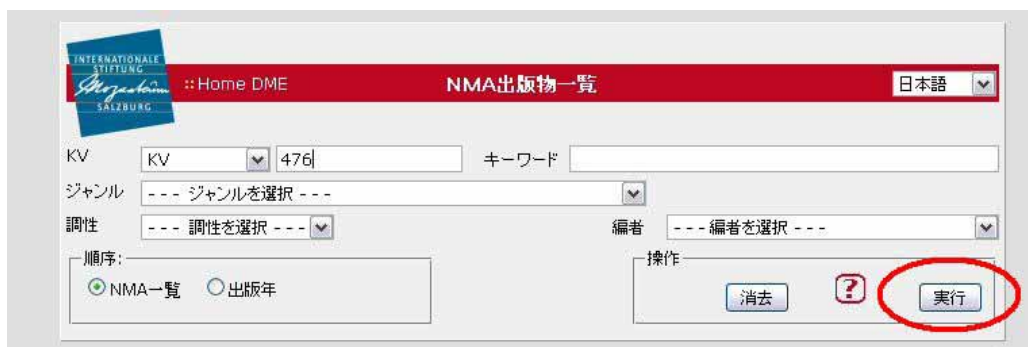 INTERNATIONALE
STIFTUNG
Mozarteum
SALZBURG
::Home DME NMA出版物一覧 日本語
KV KV 476 キーワード
ジャンル - - - ジャンルを選択 - - -
調性 - - - 調性を選択 - - - 編者 - - - 編者を選択 - - -
順序: 操作
NMA一覧 出版年 消去 ? 実行